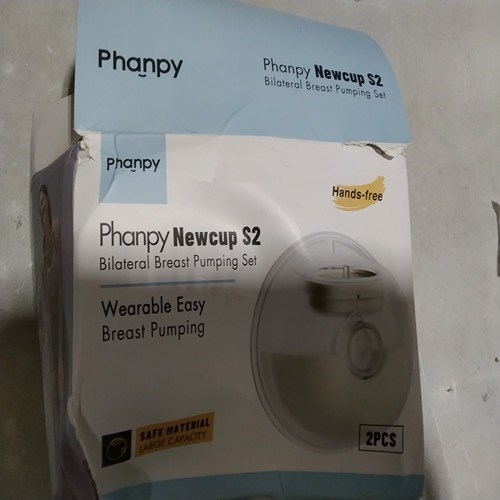 Phanpy
Phanpy Newcup S2
Bilateral Breast Pumping Set
Phanpy
Hands-free
Phanpy Newcup S2
Bilateral Breast Pumping Set
Wearable Easy
Breast Pumping
SAFE MATERIAL
LARGE CAPACITY
2PCS